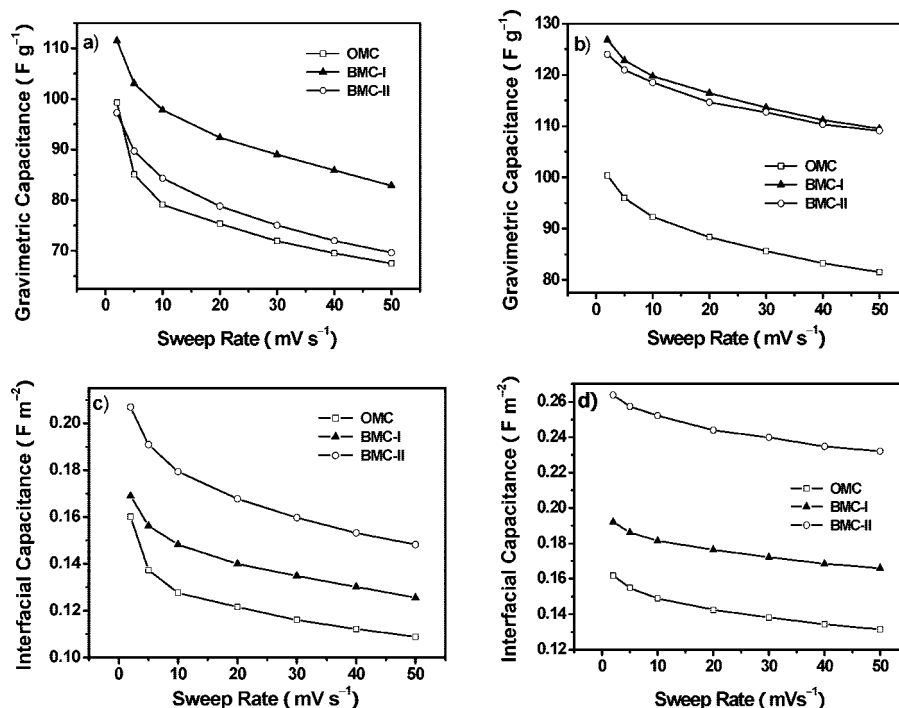 a)
Gravimetric Capacitance ( F g⁻¹)
110
100
90
80
70
OMC
BMC-I
BMC-II
0 10 20 30 40 50
Sweep Rate ( mV s⁻¹)
b)
Gravimetric Capacitance ( F g⁻¹)
130
120
110
100
90
80
OMC
BMC-I
BMC-II
0 10 20 30 40 50
Sweep Rate ( mV s⁻¹)
c)
Interfacial Capacitance ( F m⁻²)
0.20
0.18
0.16
0.14
0.12
0.10
OMC
BMC-I
BMC-II
0 10 20 30 40 50
Sweep Rate ( mV s⁻¹)
d)
Interfacial Capacitance ( F m⁻²)
0.26
0.24
0.22
0.20
0.18
0.16
0.14
0.12
OMC
BMC-I
BMC-II
0 10 20 30 40 50
Sweep Rate ( mVs⁻¹)